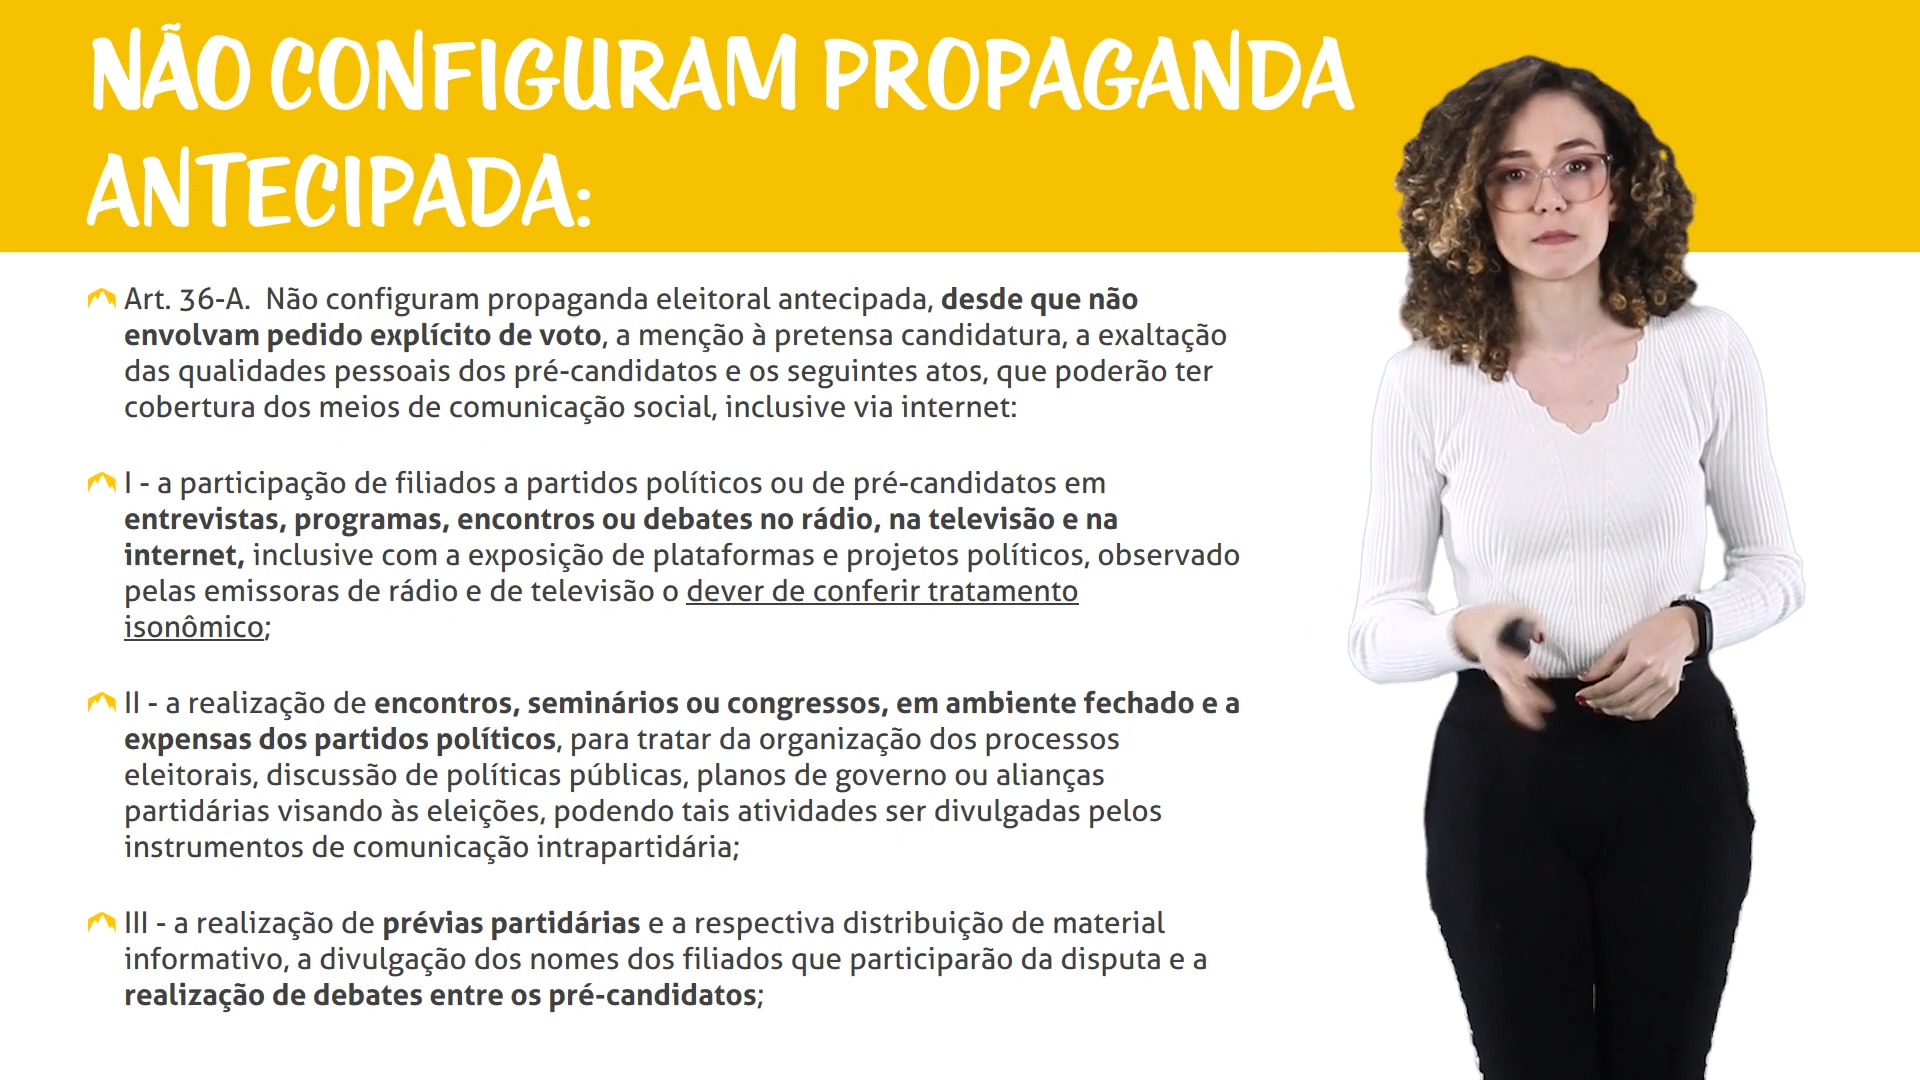 NÃO CONFIGURAM PROPAGANDA
ANTECIPADA:
Art. 36-A. Não configuram propaganda eleitoral antecipada, desde que não
envolvam pedido explícito de voto, a menção à pretensa candidatura, a exaltação
das qualidades pessoais dos pré-candidatos e os seguintes atos, que poderão ter
cobertura dos meios de comunicação social, inclusive via internet:
I - a participação de filiados a partidos políticos ou de pré-candidatos em
entrevistas, programas, encontros ou debates no rádio, na televisão e na
internet, inclusive com a exposição de plataformas e projetos políticos, observado
pelas emissoras de rádio e de televisão o dever de conferir tratamento
isonômico;
II - a realização de encontros, seminários ou congressos, em ambiente fechado e a
expensas dos partidos políticos, para tratar da organização dos processos
eleitorais, discussão de políticas públicas, planos de governo ou alianças
partidárias visando às eleições, podendo tais atividades ser divulgadas pelos
instrumentos de comunicação intrapartidária;
III - a realização de prévias partidárias e a respectiva distribuição de material
informativo, a divulgação dos nomes dos filiados que participarão da disputa e a
realização de debates entre os pré-candidatos;